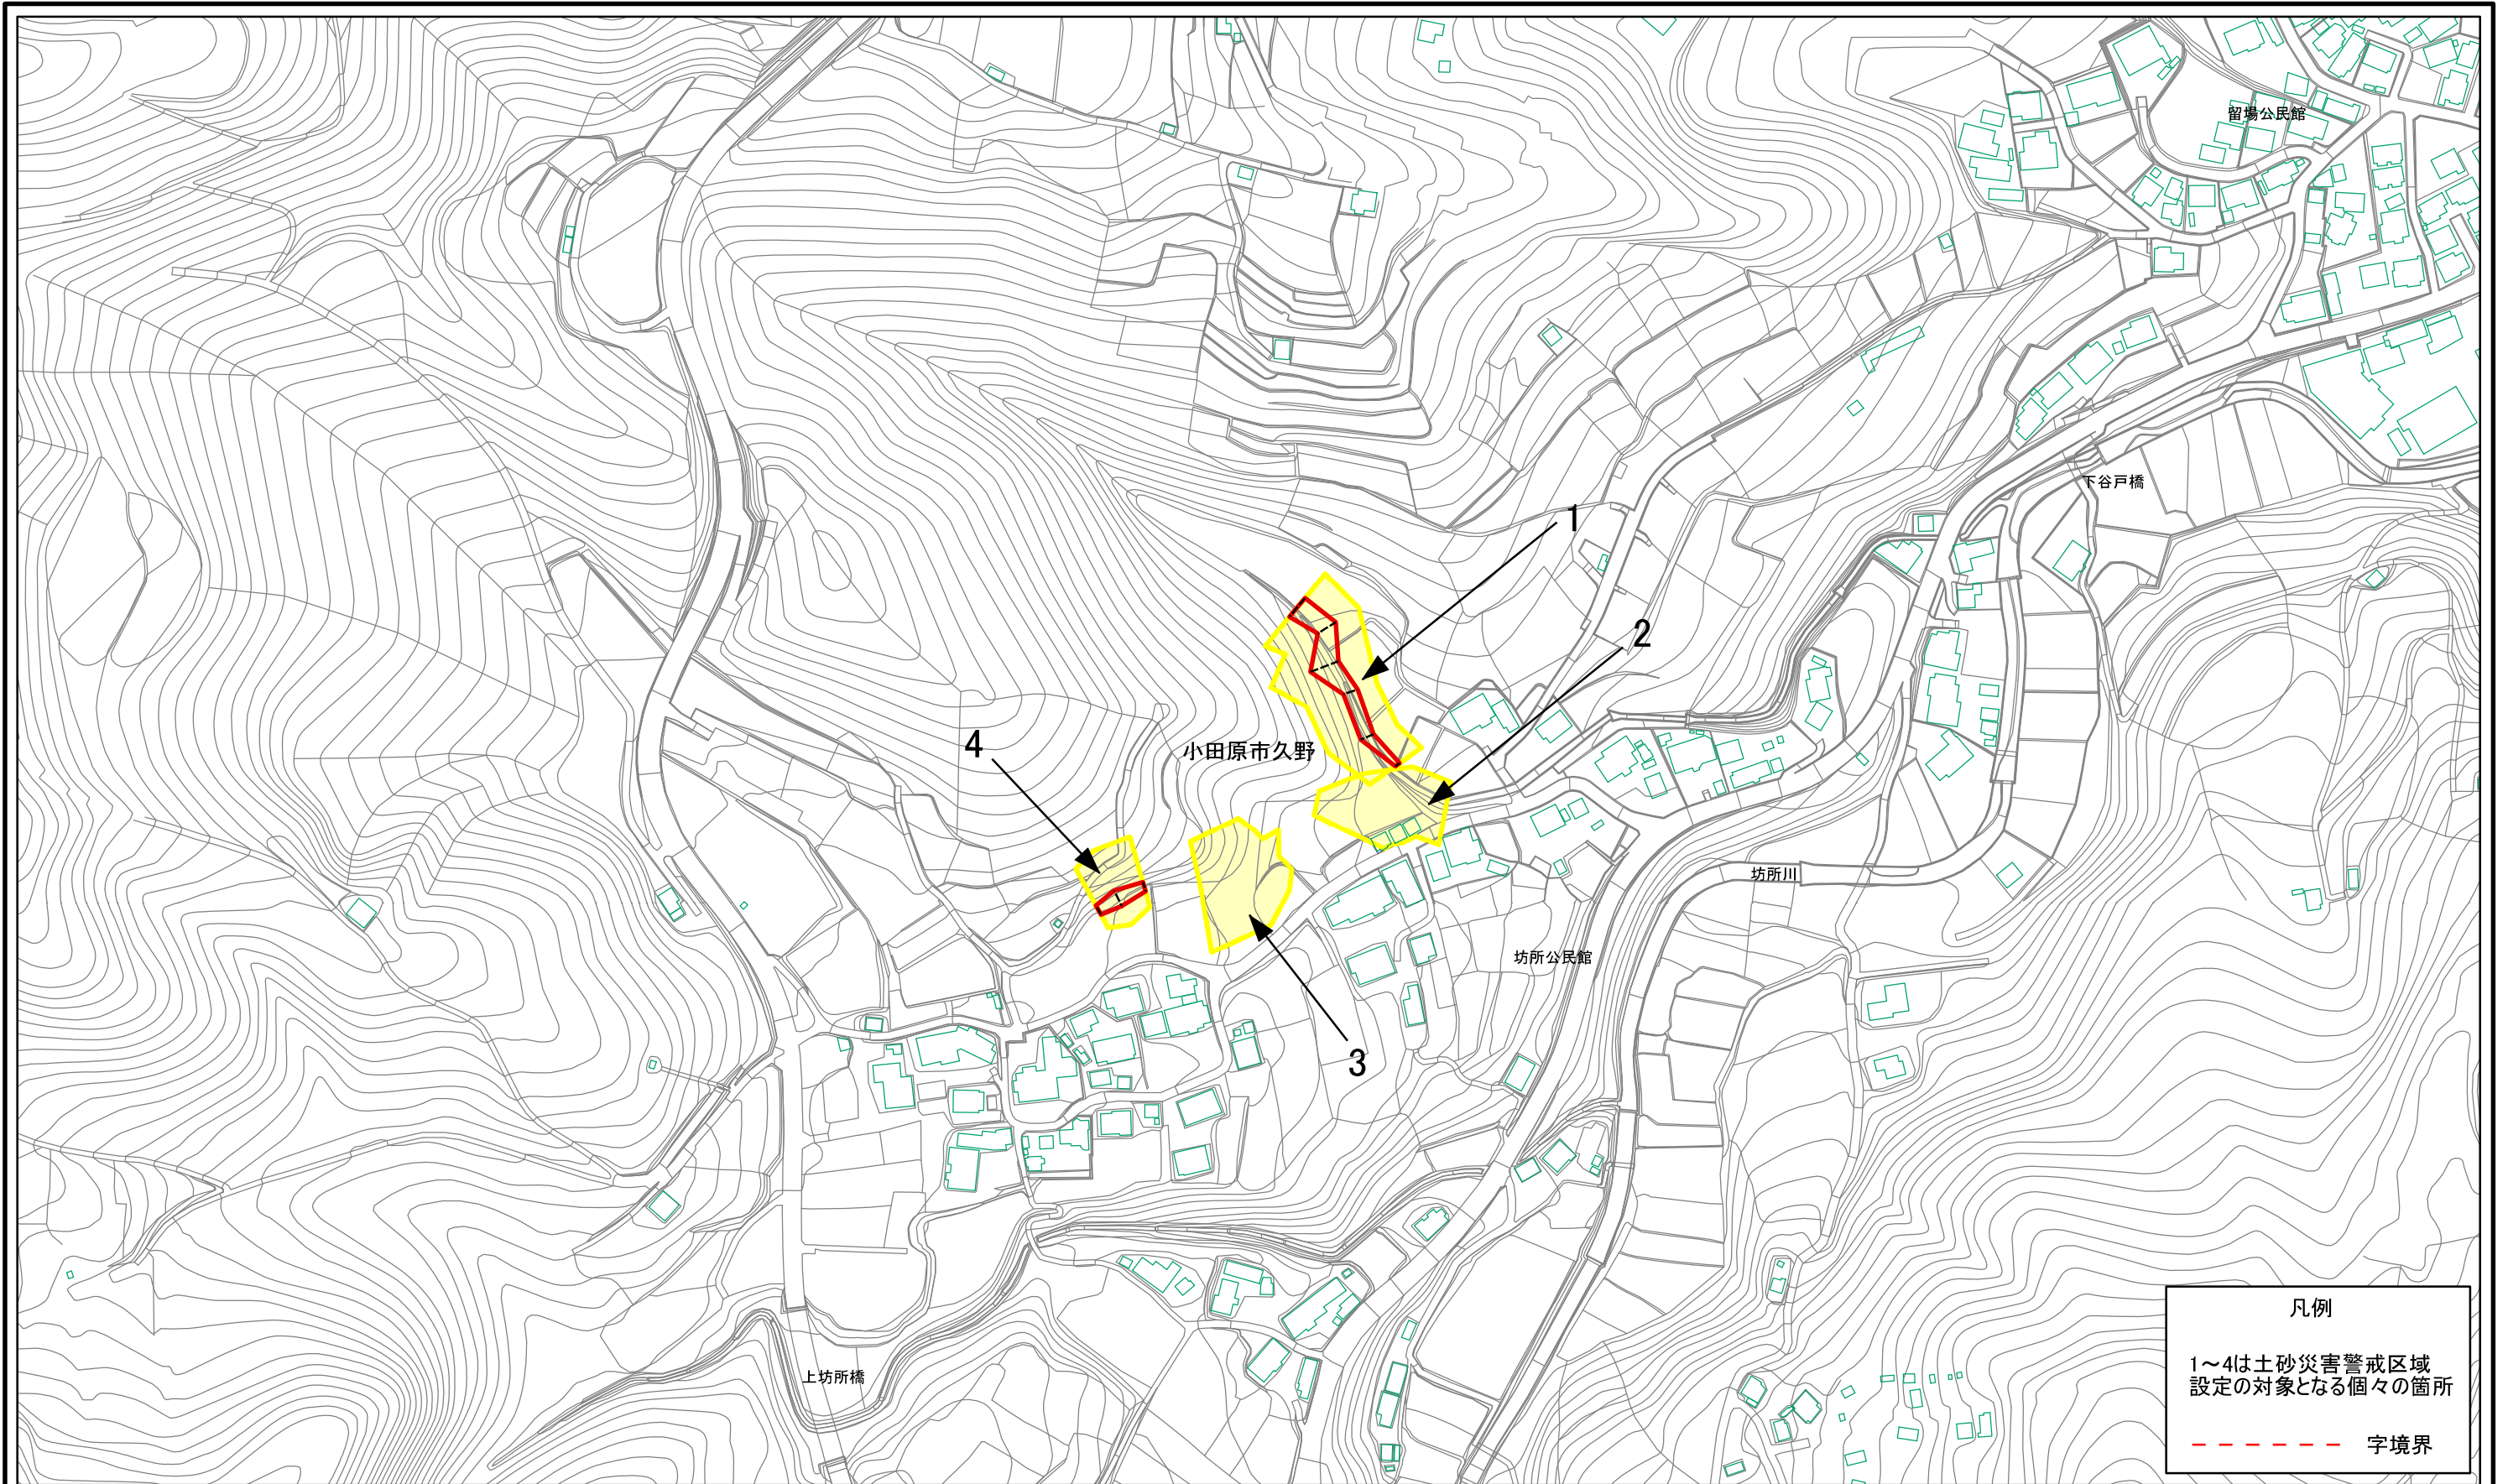 留場公民館
下谷戸橋
1
2
小田原市久野
4
坊所川
坊所公民館
3
上坊所橋
凡例
1～4は土砂災害警戒区域
設定の対象となる個々の箇所
字境界